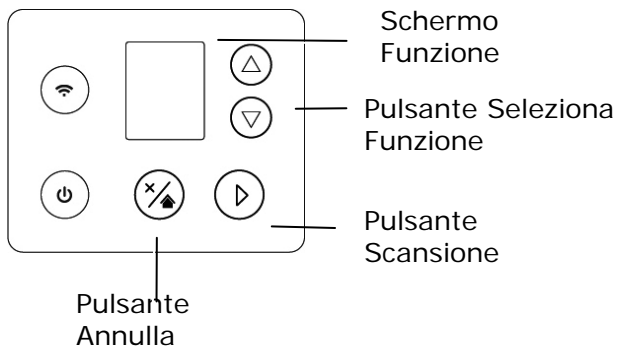 Schermo
Funzione
Pulsante Seleziona
Funzione
Pulsante
Scansione
Pulsante
Annulla